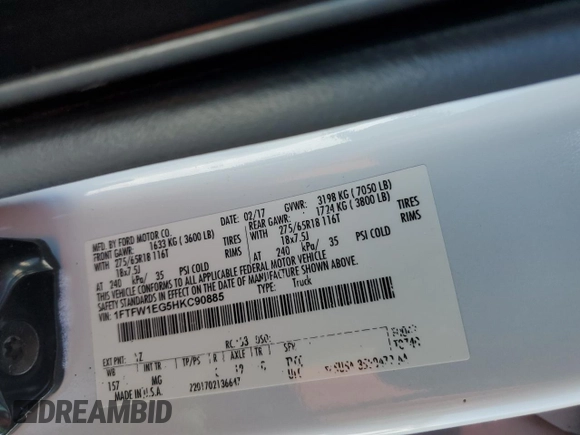 MFD. BY FORD MOTOR CO.
DATE: 02/17 GVWR: 3198 KG ( 7050 LB)
FRONT GAWR: 1633 KG ( 3600 LB) REAR GAWR: 1724 KG ( 3800 LB)
WITH TIRES WITH TIRES
275/65R18 116T RIMS 275/65R18 116T RIMS
18x7.5J 18x7.5J
AT 240 kPa/ 35 PSI COLD AT 240 kPa/ 35 PSI COLD
THIS VEHICLE CONFORMS TO ALL APPLICABLE FEDERAL MOTOR VEHICLE
SAFETY STANDARDS IN EFFECT ON THE DATE OF MANUFACTURE SHOWN ABOVE.
VIN: 1FTFW1EG5HKC90885 TYPE: Truck
EXT PNT: RC: DSO:
WB INT TR TP/PS R AXLE TR
157 MG
MADE IN U.S.A. 2201702136647
DREAMBID